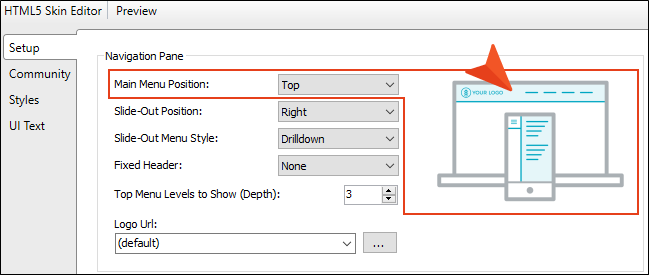 HTML5 Skin Editor Preview
Setup
Community
Styles
UI Text
Navigation Pane
Main Menu Position: Top
Slide-Out Position: Right
Slide-Out Menu Style: Drilldown
Fixed Header: None
Top Menu Levels to Show (Depth): 3
Logo Url:
(default) ...
YOUR LOGO